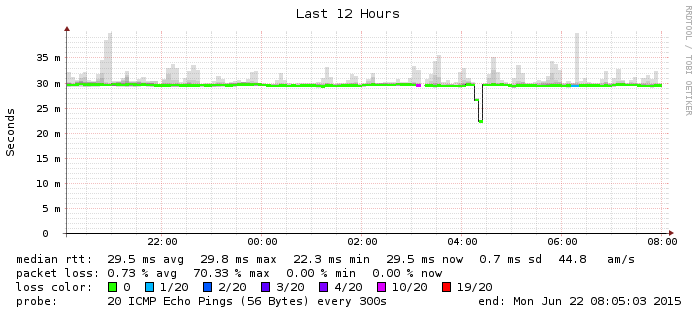 Last 12 Hours
RRDTOOL / TOBI OETIKER
Seconds
35 m
30 m
25 m
20 m
15 m
10 m
5 m
0
22:00 00:00 02:00 04:00 06:00 08:00
median rtt: 29.5 ms avg 29.8 ms max 22.3 ms min 29.5 ms now 0.7 ms sd 44.8 am/s
packet loss: 0.73 % avg 70.33 % max 0.00 % min 0.00 % now
loss color: 0 1/20 2/20 3/20 4/20 10/20 19/20
probe: 20 ICMP Echo Pings (56 Bytes) every 300s end: Mon Jun 22 08:05:03 2015